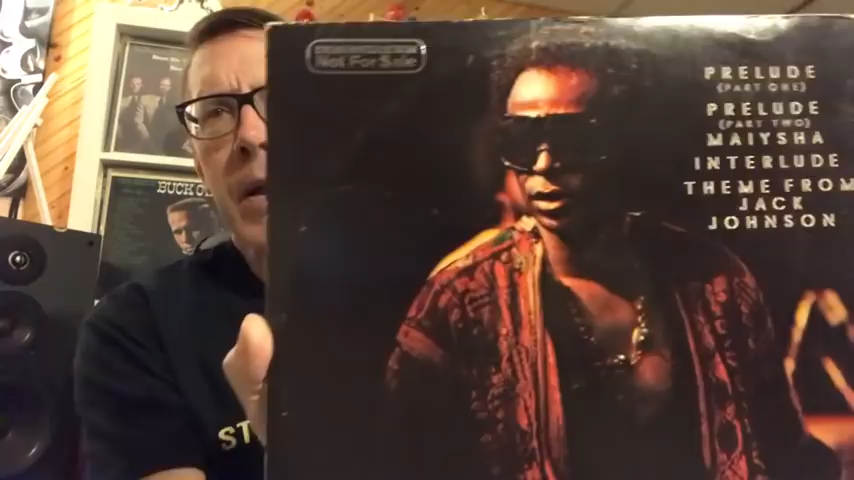 Not For Sale
PRELUDE
(PART ONE)
PRELUDE
(PART TWO)
MAIYSHA
INTERLUDE
THEME FROM
JACK
JOHNSON
BUCK
ST